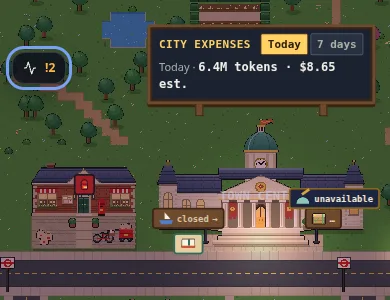 CITY EXPENSES Today 7 days
!2
Today · 6.4M tokens · $8.65
est.
unavailable
closed →